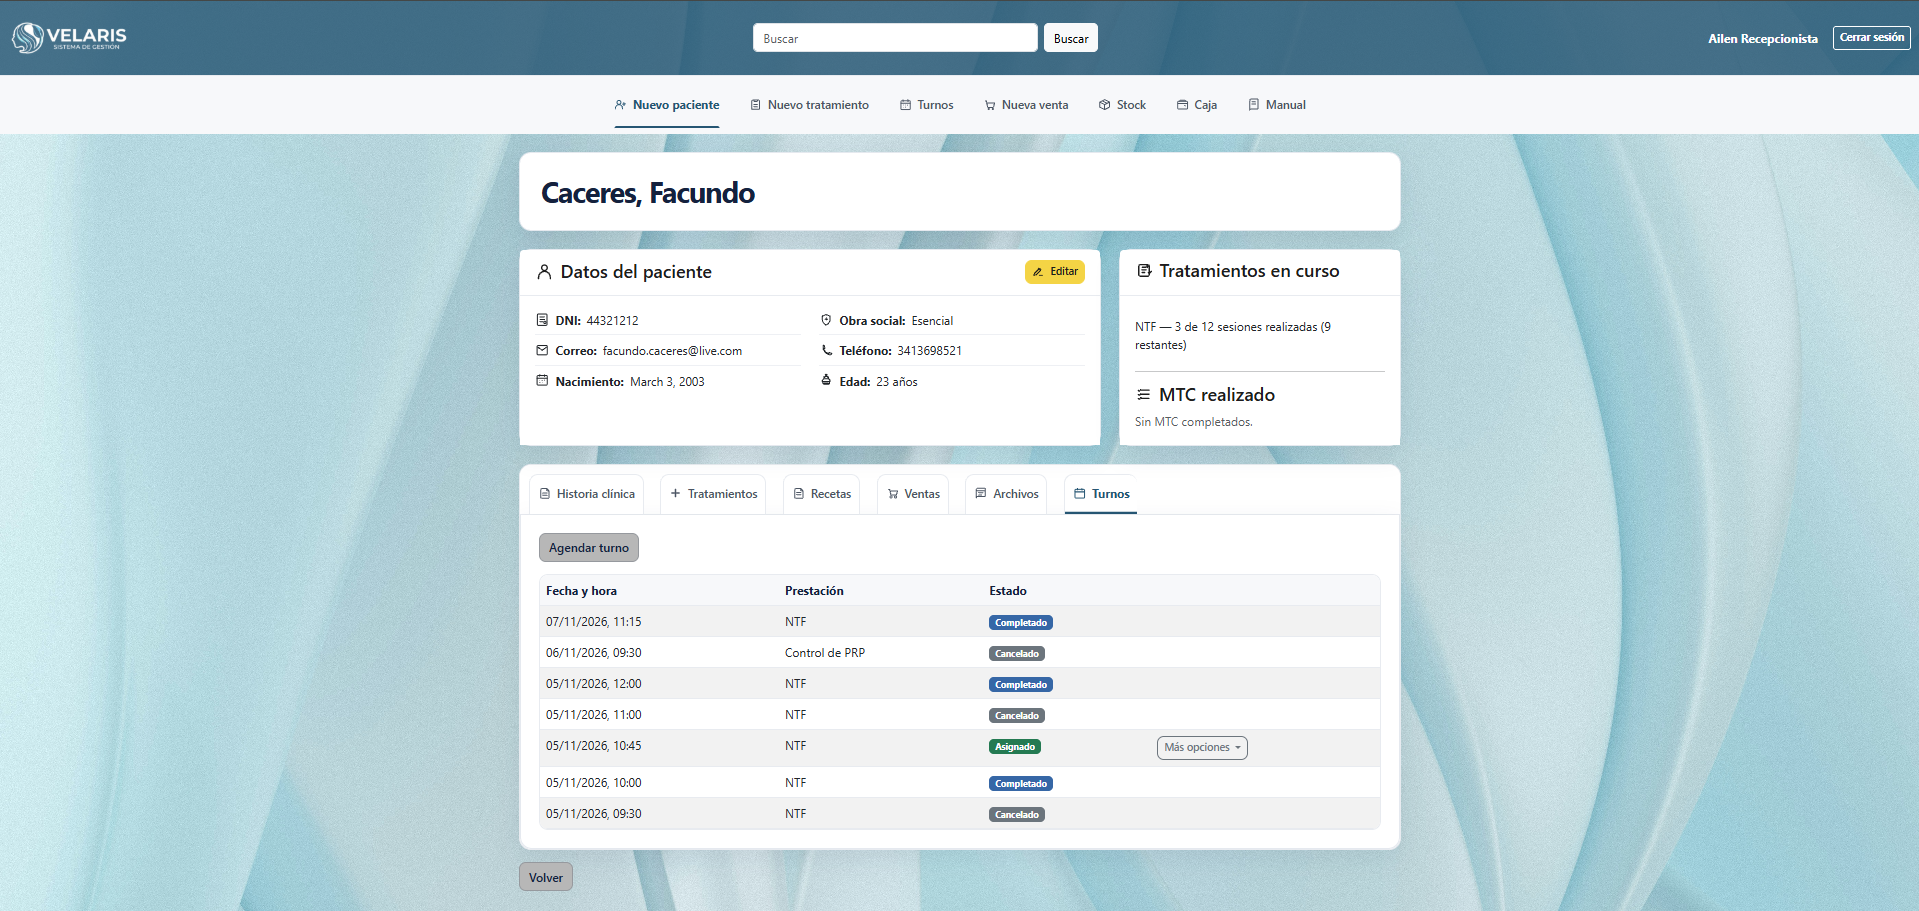 VELARIS
SISTEMA DE GESTIÓN
Buscar
Buscar
Ailen Recepcionista
Cerrar sesión
Nuevo paciente
Nuevo tratamiento
Turnos
Nueva venta
Stock
Caja
Manual
Caceres, Facundo
Datos del paciente
Editar
DNI: 44321212
Obra social: Esencial
Correo: facundo.caceres@live.com
Teléfono: 3413698521
Nacimiento: March 3, 2003
Edad: 23 años
Tratamientos en curso
NTF — 3 de 12 sesiones realizadas (9
restantes)
MTC realizado
Sin MTC completados.
Historia clínica
Tratamientos
Recetas
Ventas
Archivos
Turnos
Agendar turno
Fecha y hora Prestación Estado
07/11/2026, 11:15 NTF Completado
06/11/2026, 09:30 Control de PRP Cancelado
05/11/2026, 12:00 NTF Completado
05/11/2026, 11:00 NTF Cancelado
05/11/2026, 10:45 NTF Asignado Más opciones
05/11/2026, 10:00 NTF Completado
05/11/2026, 09:30 NTF Cancelado
Volver